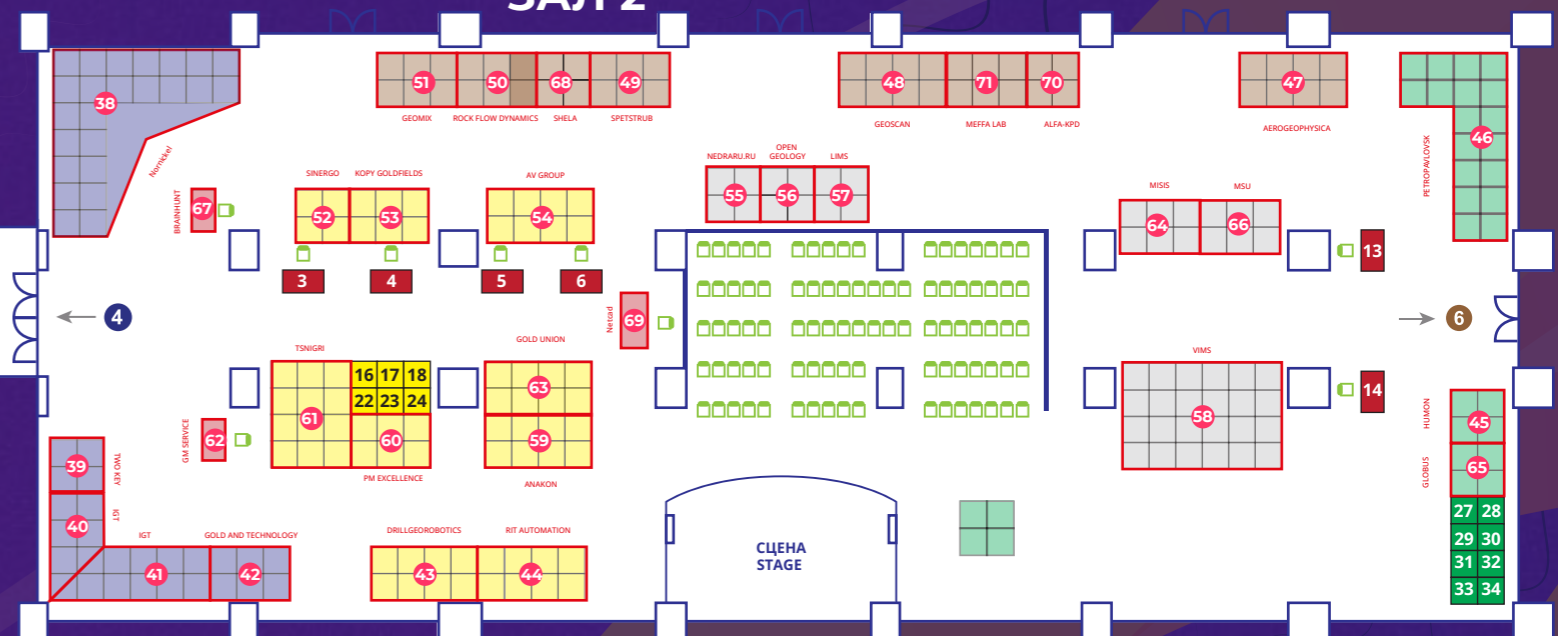 ЗАЛ 2
38
Nornickel
51
50
68
49
GEOMIX
ROCK FLOW DYNAMICS
SHELA
SPETSTRUB
48
71
70
GEOSCAN
MEFFA LAB
ALFA-KPD
47
AEROGEOPHYSICA
46
PETROPAVLOVSK
BRAINHUNT
67
SINERGO
KOPY GOLDFIELDS
52
53
AV GROUP
54
NEDRARU.RU
OPEN
GEOLOGY
LIMS
55
56
57
MISIS
MSU
64
66
3
4
5
6
13
4
Netcad
69
6
TSNIGRI
61
16 17 18
22 23 24
60
PM EXCELLENCE
GOLD UNION
63
59
ANAKON
VIMS
58
14
GM SERVICE
62
HUMON
45
GLOBUS
65
27 28
29 30
31 32
33 34
39
TWO KEY
40
IGT
IGT
GOLD AND TECHNOLOGY
41
42
DRILLGEOROBOTICS
RIT AUTOMATION
43
44
СЦЕНА
STAGE